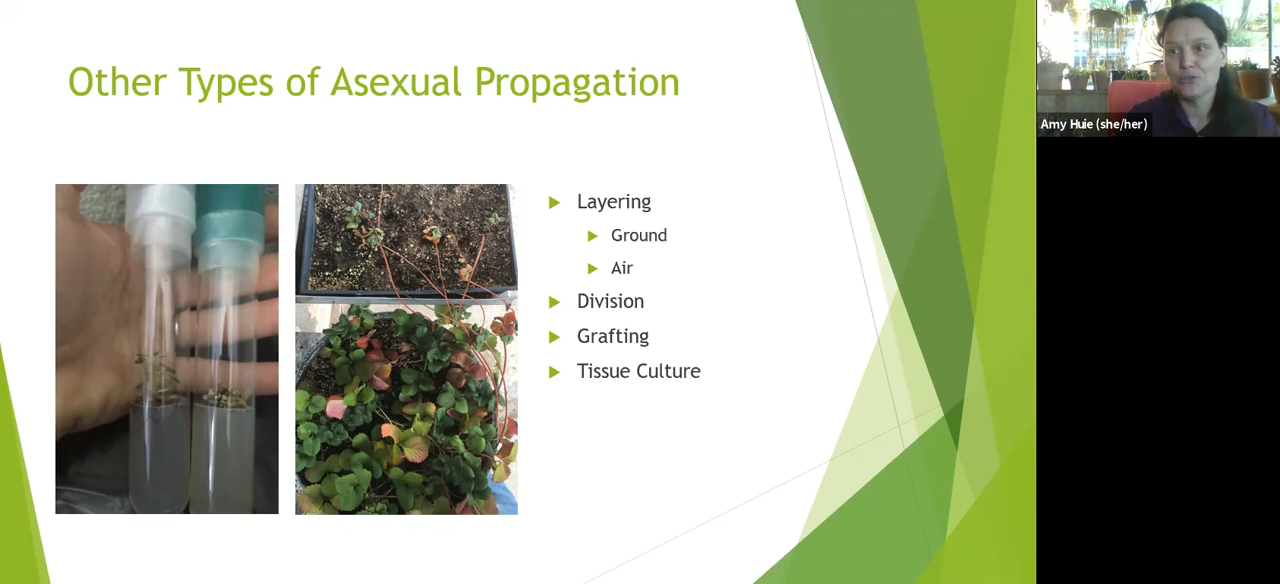 Other Types of Asexual Propagation
Amy Huie (she/her)
Layering
Ground
Air
Division
Grafting
Tissue Culture